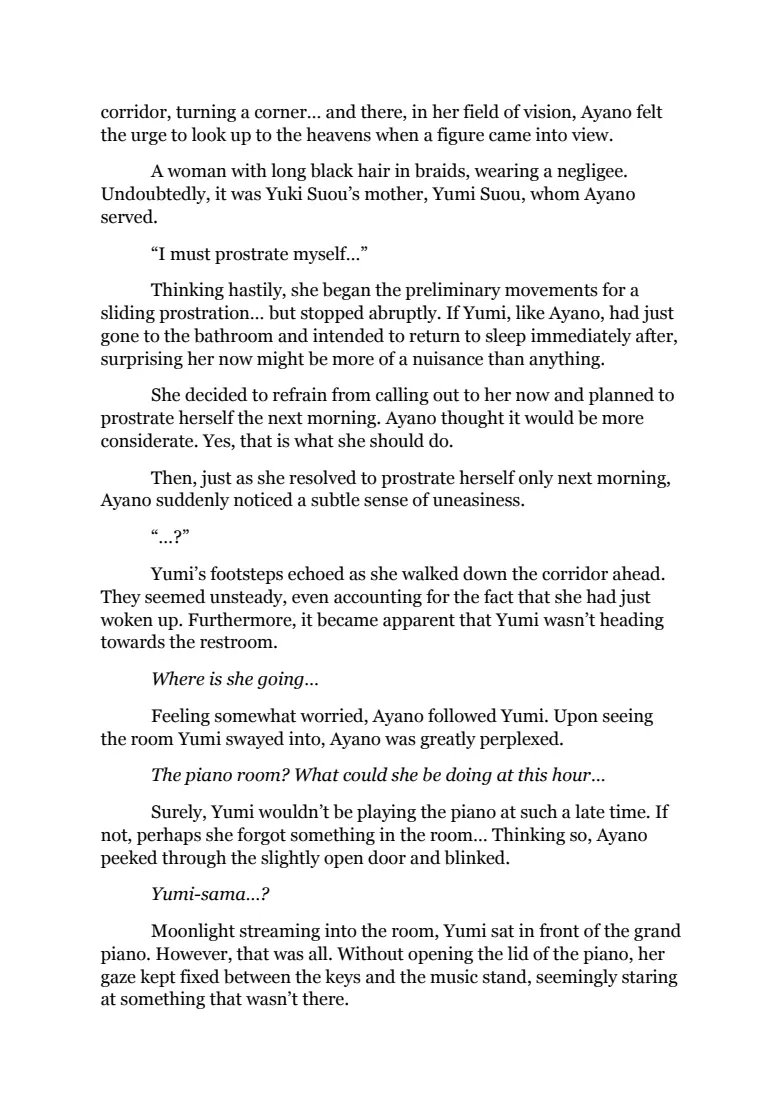 corridor, turning a corner… and there, in her field of vision, Ayano felt
the urge to look up to the heavens when a figure came into view.
A woman with long black hair in braids, wearing a negligee.
Undoubtedly, it was Yuki Suou’s mother, Yumi Suou, whom Ayano
served.
“I must prostrate myself…”
Thinking hastily, she began the preliminary movements for a
sliding prostration… but stopped abruptly. If Yumi, like Ayano, had just
gone to the bathroom and intended to return to sleep immediately after,
surprising her now might be more of a nuisance than anything.
She decided to refrain from calling out to her now and planned to
prostrate herself the next morning. Ayano thought it would be more
considerate. Yes, that is what she should do.
Then, just as she resolved to prostrate herself only next morning,
Ayano suddenly noticed a subtle sense of uneasiness.
“…?”
Yumi’s footsteps echoed as she walked down the corridor ahead.
They seemed unsteady, even accounting for the fact that she had just
woken up. Furthermore, it became apparent that Yumi wasn’t heading
towards the restroom.
Where is she going…
Feeling somewhat worried, Ayano followed Yumi. Upon seeing
the room Yumi swayed into, Ayano was greatly perplexed.
The piano room? What could she be doing at this hour…
Surely, Yumi wouldn’t be playing the piano at such a late time. If
not, perhaps she forgot something in the room… Thinking so, Ayano
peeked through the slightly open door and blinked.
Yumi-sama…?
Moonlight streaming into the room, Yumi sat in front of the grand
piano. However, that was all. Without opening the lid of the piano, her
gaze kept fixed between the keys and the music stand, seemingly staring
at something that wasn’t there.